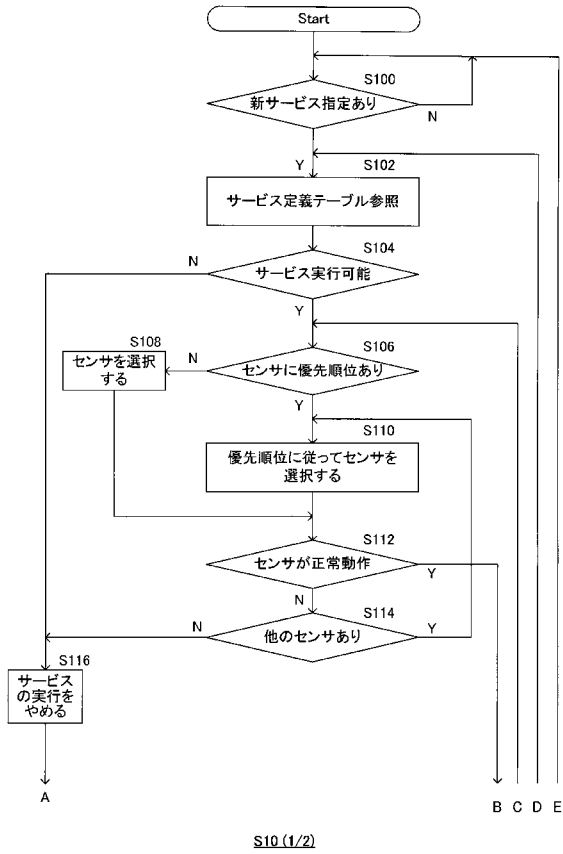 Start
S100
新サービス指定あり
N
Y
S102
サービス定義テーブル参照
S104
N
サービス実行可能
Y
S108
センサを選択
する
N
S106
センサに優先順位あり
Y
S110
優先順位に従ってセンサを
選択する
S112
センサが正常動作
Y
N
S114
N
他のセンサあり
Y
S116
サービス
の実行を
やめる
A
B C D E
S10 (1/2)